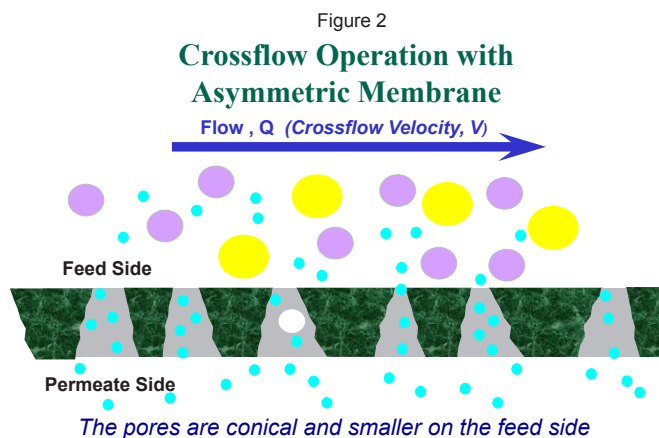 Figure 2
Crossflow Operation with
Asymmetric Membrane
Flow , Q (Crossflow Velocity, V)
Feed Side
Permeate Side
The pores are conical and smaller on the feed side